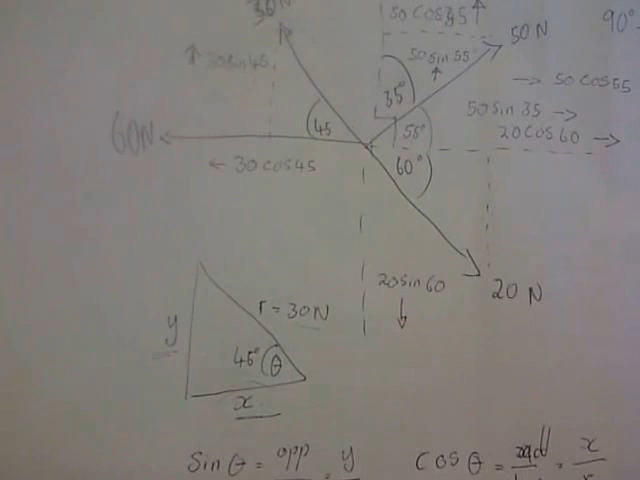 30N
50 cos 35 ↑
50 N
90°
↑ 30 sin 45
50 sin 55°
↑
35°
→ 50 cos 55
50 sin 35 →
60N
45
55°
20 cos 60 →
← 30 cos 45
60°
20 sin 60
↓
20 N
r = 30N
y
45° θ
x
Sin θ = opp = y
Cos θ = adj = x